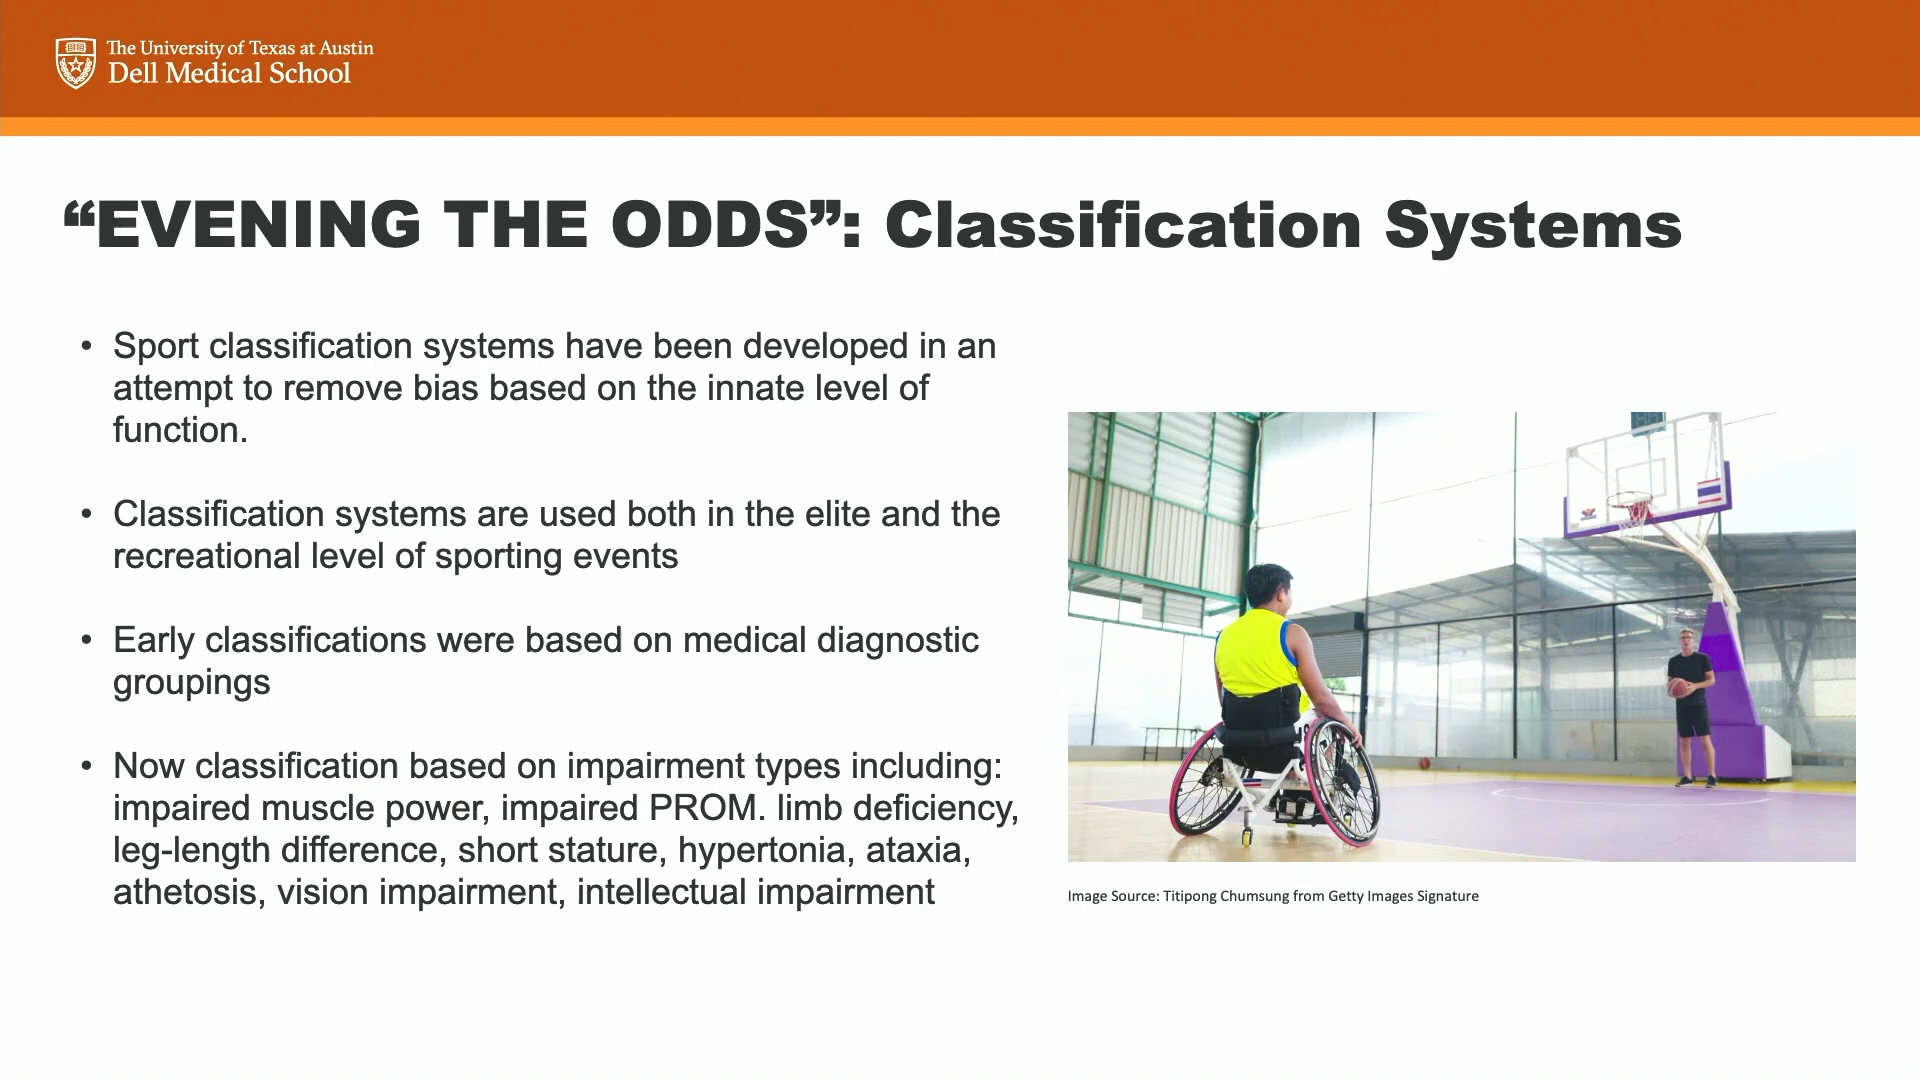 The University of Texas at Austin
Dell Medical School
“EVENING THE ODDS”: Classification Systems
• Sport classification systems have been developed in an
attempt to remove bias based on the innate level of
function.
• Classification systems are used both in the elite and the
recreational level of sporting events
• Early classifications were based on medical diagnostic
groupings
• Now classification based on impairment types including:
impaired muscle power, impaired PROM. limb deficiency,
leg-length difference, short stature, hypertonia, ataxia,
athetosis, vision impairment, intellectual impairment
Image Source: Titipong Chumsung from Getty Images Signature